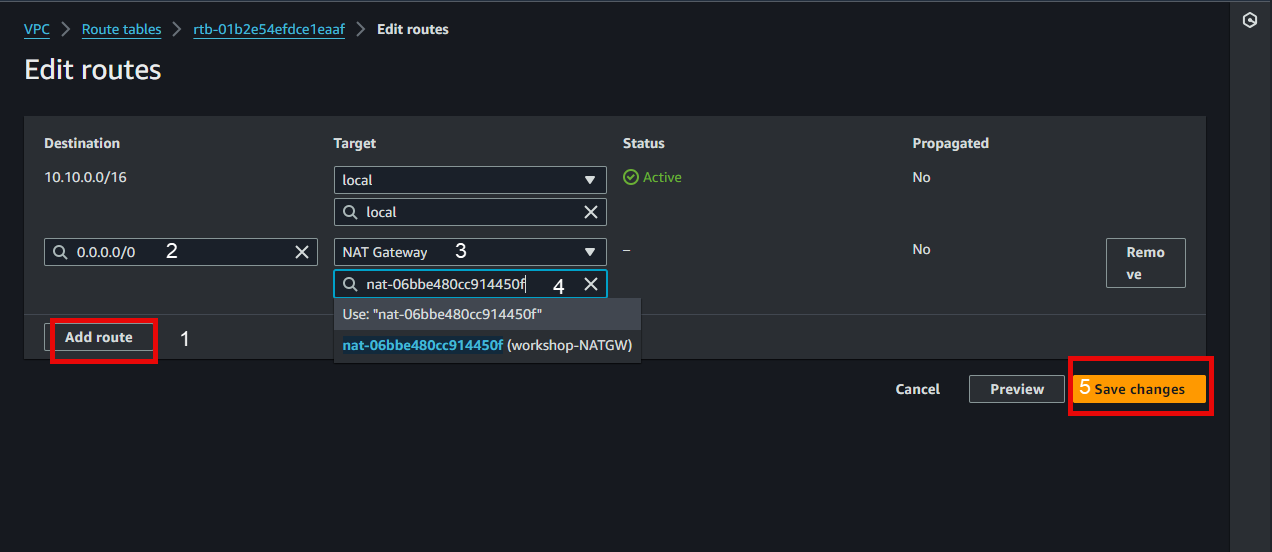 VPC > Route tables > rtb-01b2e54efdce1eaaf > Edit routes
Edit routes
Destination Target Status Propagated
10.10.0.0/16 local Active No
local
0.0.0.0/0 2 NAT Gateway 3 – No Remo
ve
nat-06bbe480cc914450f 4
Use: "nat-06bbe480cc914450f"
Add route 1
nat-06bbe480cc914450f (workshop-NATGW)
Cancel Preview 5 Save changes